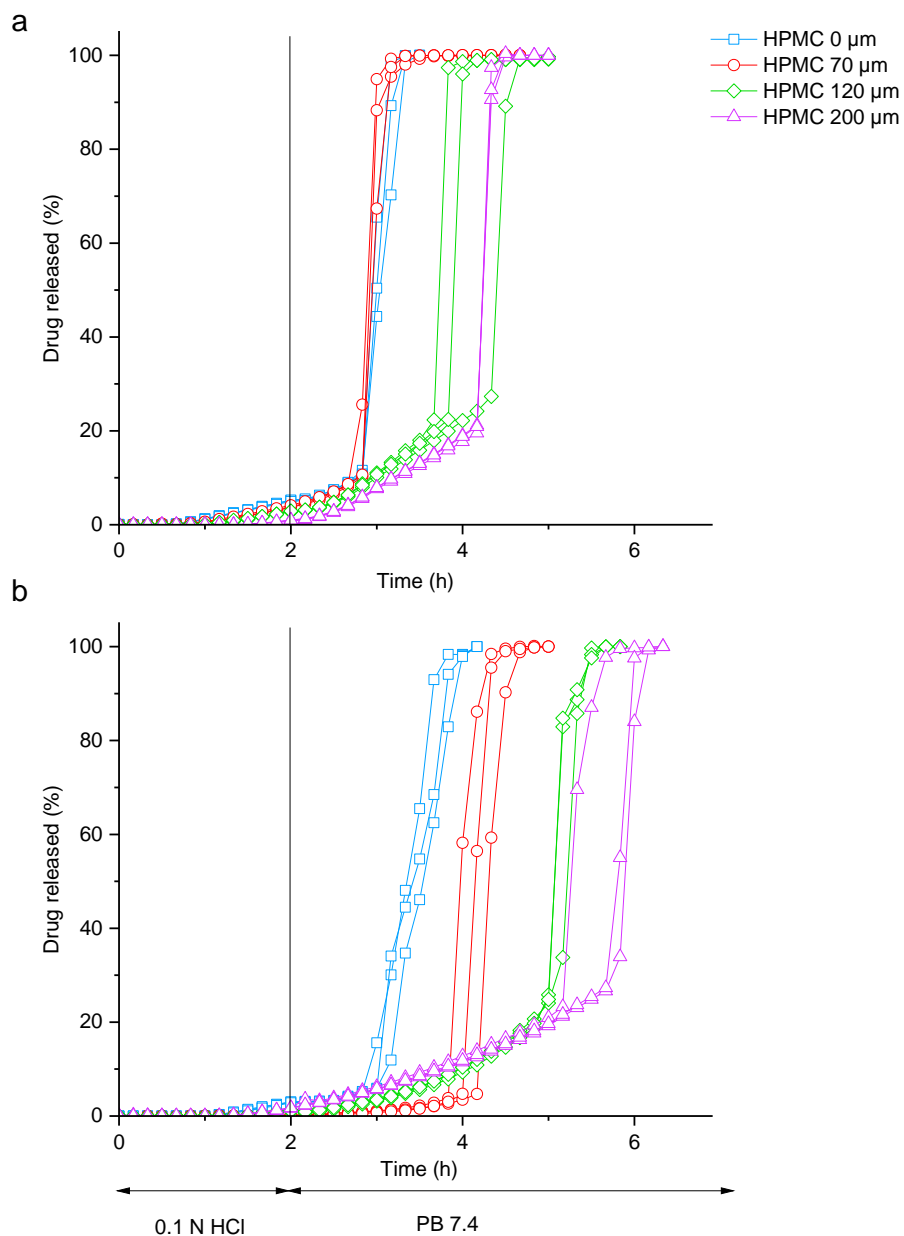 a
HPMC 0 µm
HPMC 70 µm
HPMC 120 µm
HPMC 200 µm
100
80
60
40
20
0
Drug released (%)
0
2
4
6
Time (h)
b
100
80
60
40
20
0
Drug released (%)
0
2
4
6
Time (h)
0.1 N HCl
PB 7.4